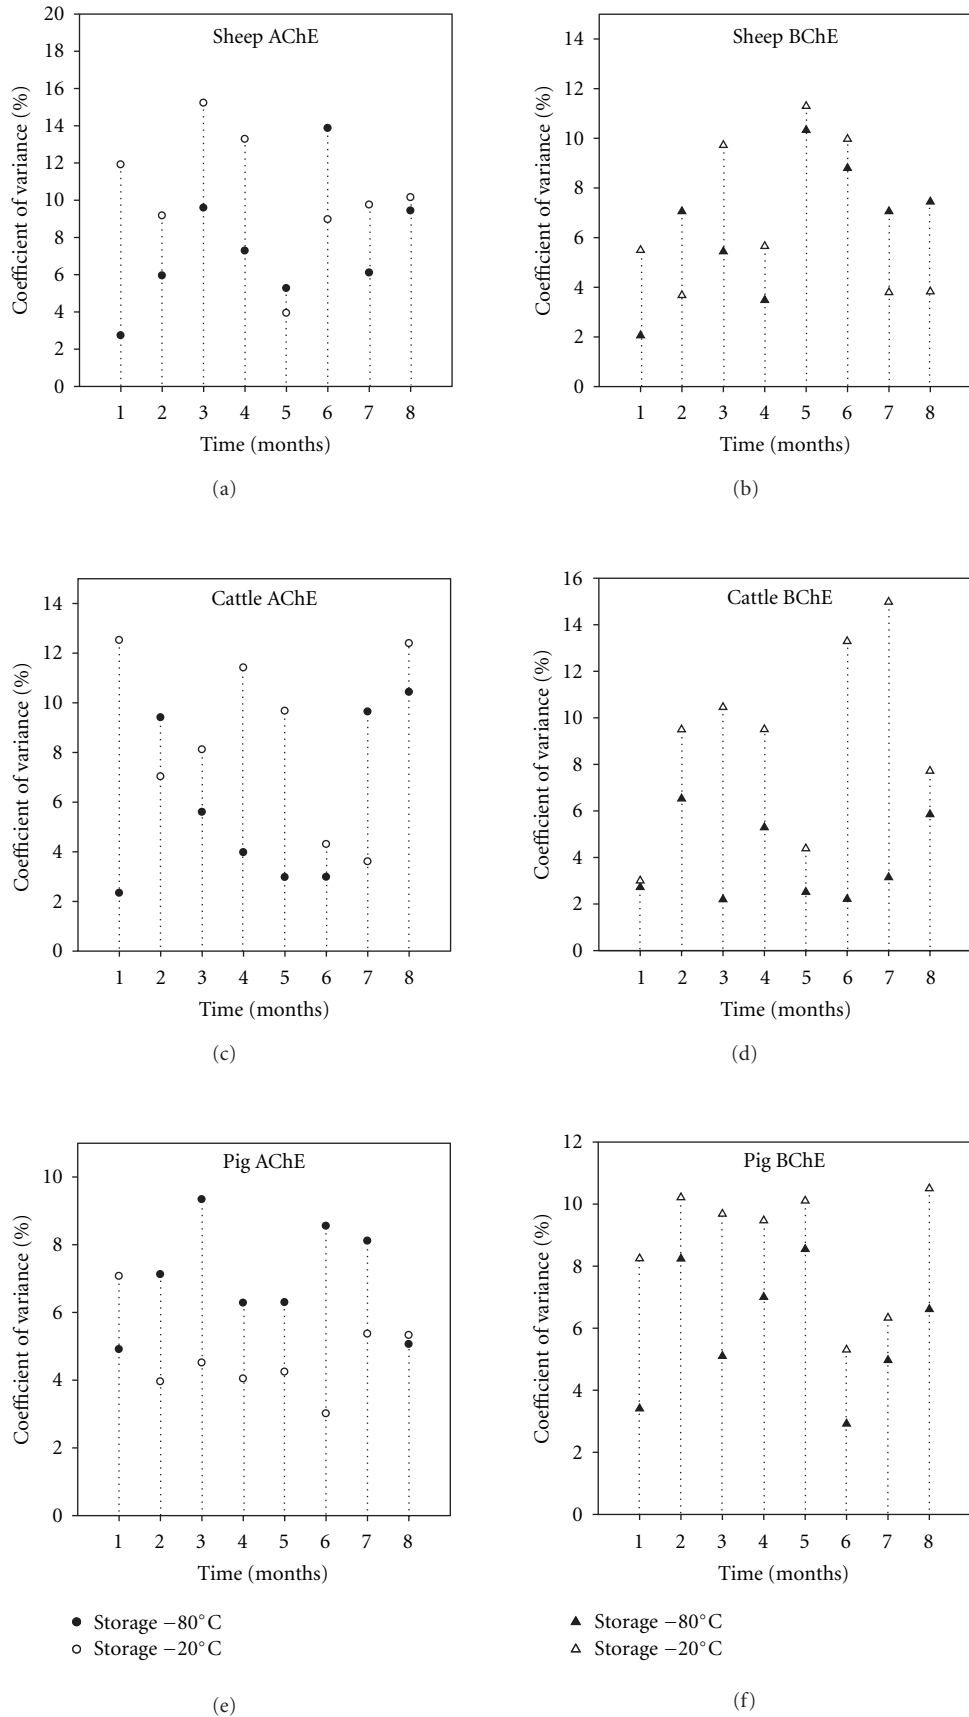 Sheep AChE
Coefficient of variance (%)
20
18
16
14
12
10
8
6
4
2
0
1 2 3 4 5 6 7 8
Time (months)
(a)
Sheep BChE
Coefficient of variance (%)
14
12
10
8
6
4
2
0
1 2 3 4 5 6 7 8
Time (months)
(b)
Cattle AChE
Coefficient of variance (%)
14
12
10
8
6
4
2
0
1 2 3 4 5 6 7 8
Time (months)
(c)
Cattle BChE
Coefficient of variance (%)
16
14
12
10
8
6
4
2
0
1 2 3 4 5 6 7 8
Time (months)
(d)
Pig AChE
Coefficient of variance (%)
10
8
6
4
2
0
1 2 3 4 5 6 7 8
Time (months)
Storage −80°C
Storage −20°C
(e)
Pig BChE
Coefficient of variance (%)
12
10
8
6
4
2
0
1 2 3 4 5 6 7 8
Time (months)
Storage −80°C
Storage −20°C
(f)